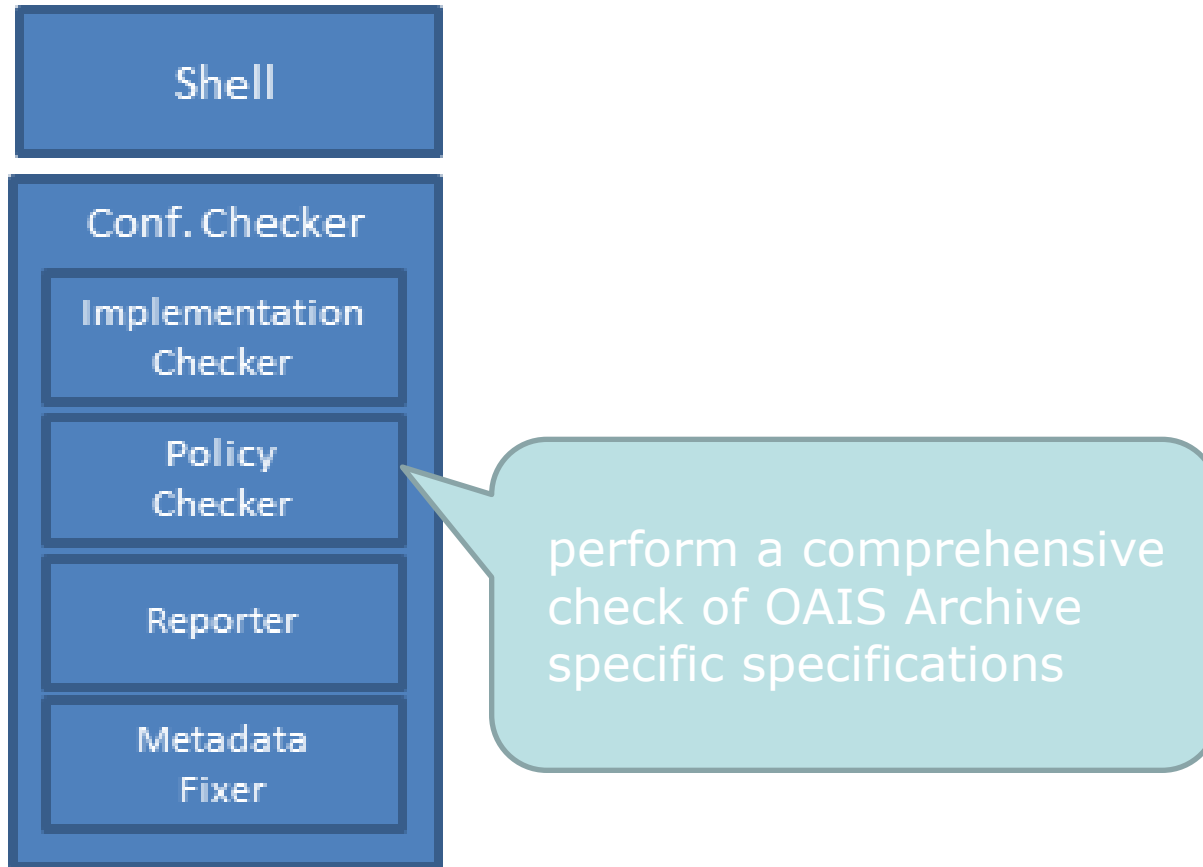 Shell
Conf. Checker
Implementation
Checker
Policy
Checker
Reporter
Metadata
Fixer
perform a comprehensive
check of OAIS Archive
specific specifications